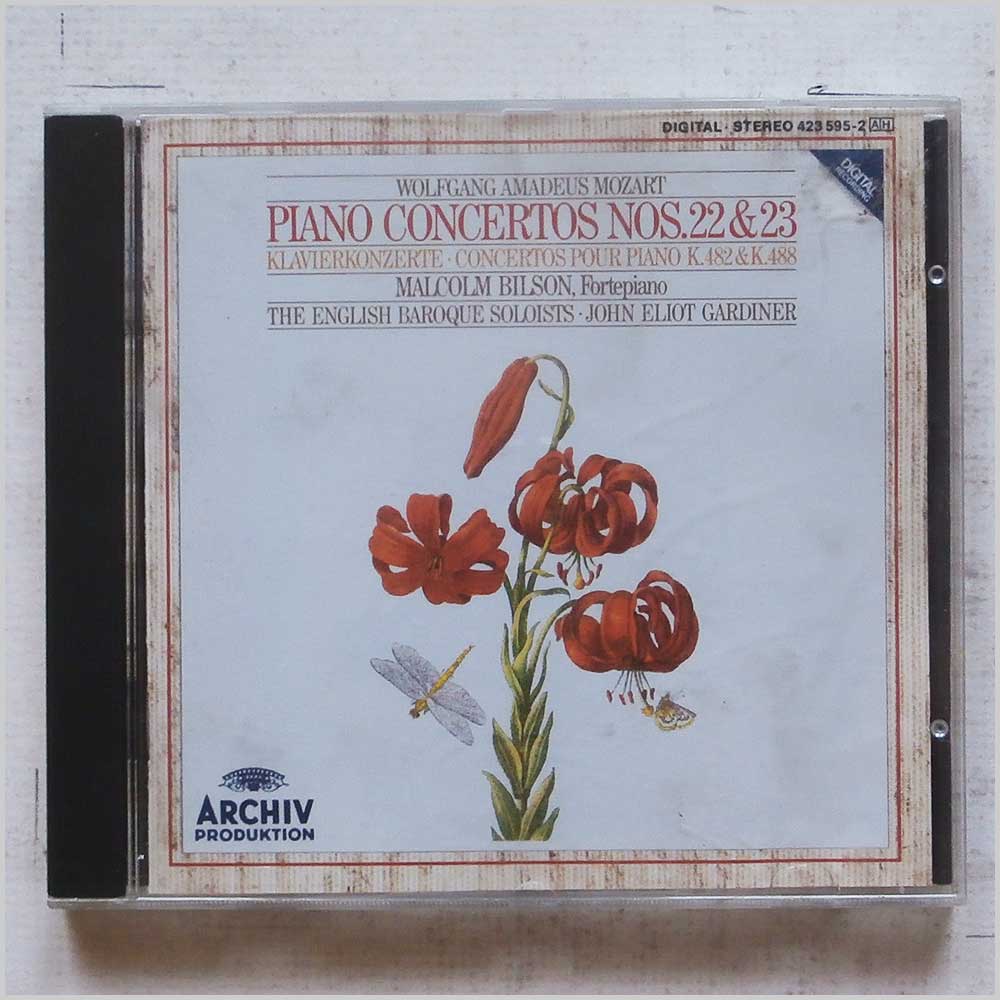 DIGITAL · STEREO 423 595-2 AH
DIGITAL
RECORDING
WOLFGANG AMADEUS MOZART
PIANO CONCERTOS NOS.22&23
KLAVIERKONZERTE · CONCERTOS POUR PIANO K.482&K.488
MALCOLM BILSON, Fortepiano
THE ENGLISH BAROQUE SOLOISTS · JOHN ELIOT GARDINER
ARCHIV
PRODUKTION